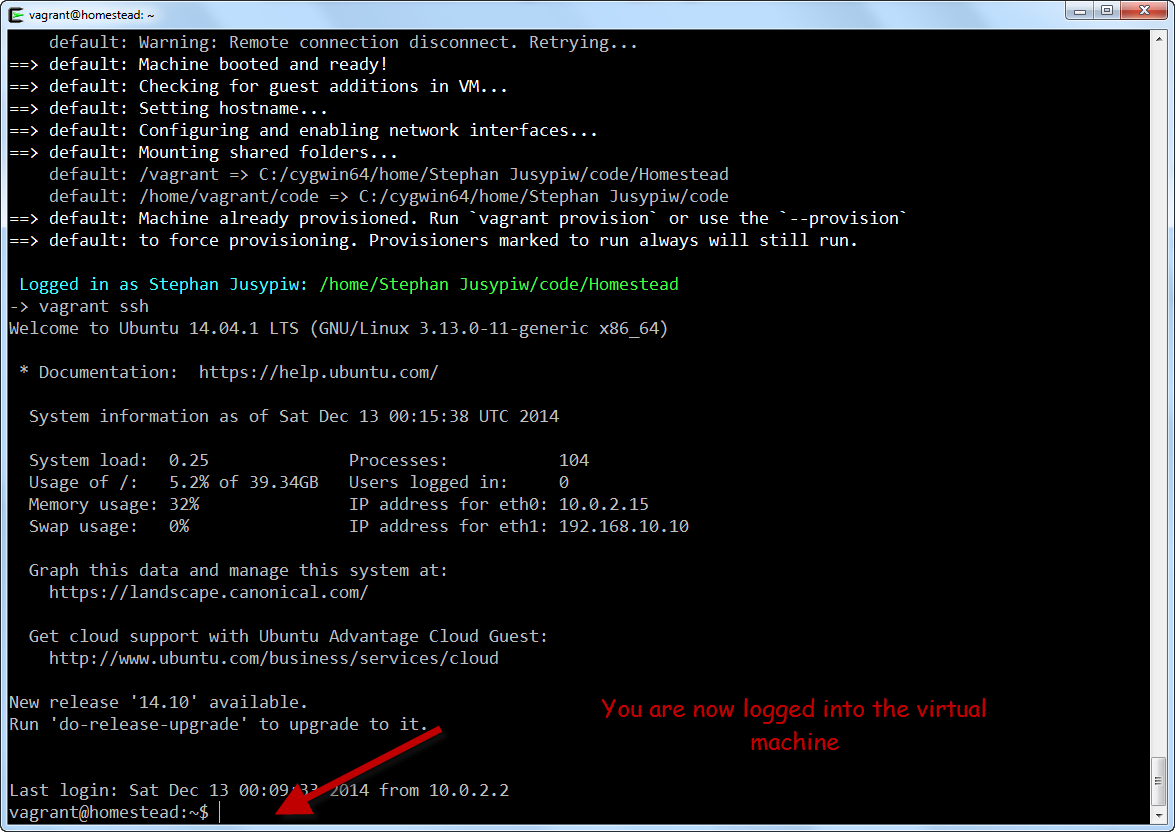 vagrant@homestead: ~
    default: Warning: Remote connection disconnect. Retrying...
==> default: Machine booted and ready!
==> default: Checking for guest additions in VM...
==> default: Setting hostname...
==> default: Configuring and enabling network interfaces...
==> default: Mounting shared folders...
    default: /vagrant => C:/cygwin64/home/Stephan Jusypiw/code/Homestead
    default: /home/vagrant/code => C:/cygwin64/home/Stephan Jusypiw/code
==> default: Machine already provisioned. Run `vagrant provision` or use the `--provision`
==> default: to force provisioning. Provisioners marked to run always will still run.
 Logged in as Stephan Jusypiw: /home/Stephan Jusypiw/code/Homestead
-> vagrant ssh
Welcome to Ubuntu 14.04.1 LTS (GNU/Linux 3.13.0-11-generic x86_64)
 * Documentation:  https://help.ubuntu.com/
  System information as of Sat Dec 13 00:15:38 UTC 2014
  System load:  0.25              Processes:           104
  Usage of /:   5.2% of 39.34GB   Users logged in:     0
  Memory usage: 32%               IP address for eth0: 10.0.2.15
  Swap usage:   0%                IP address for eth1: 192.168.10.10
  Graph this data and manage this system at:
    https://landscape.canonical.com/
  Get cloud support with Ubuntu Advantage Cloud Guest:
    http://www.ubuntu.com/business/services/cloud
New release '14.10' available.
Run 'do-release-upgrade' to upgrade to it.
You are now logged into the virtual
machine
Last login: Sat Dec 13 00:09:33 2014 from 10.0.2.2
vagrant@homestead:~$